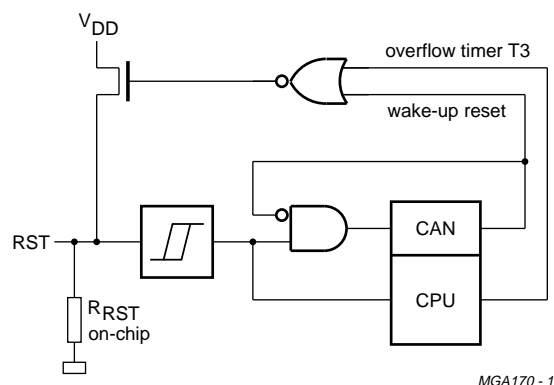 VDD
overflow timer T3
wake-up reset
RST
CAN
CPU
RRST
on-chip
MGA170 - 1